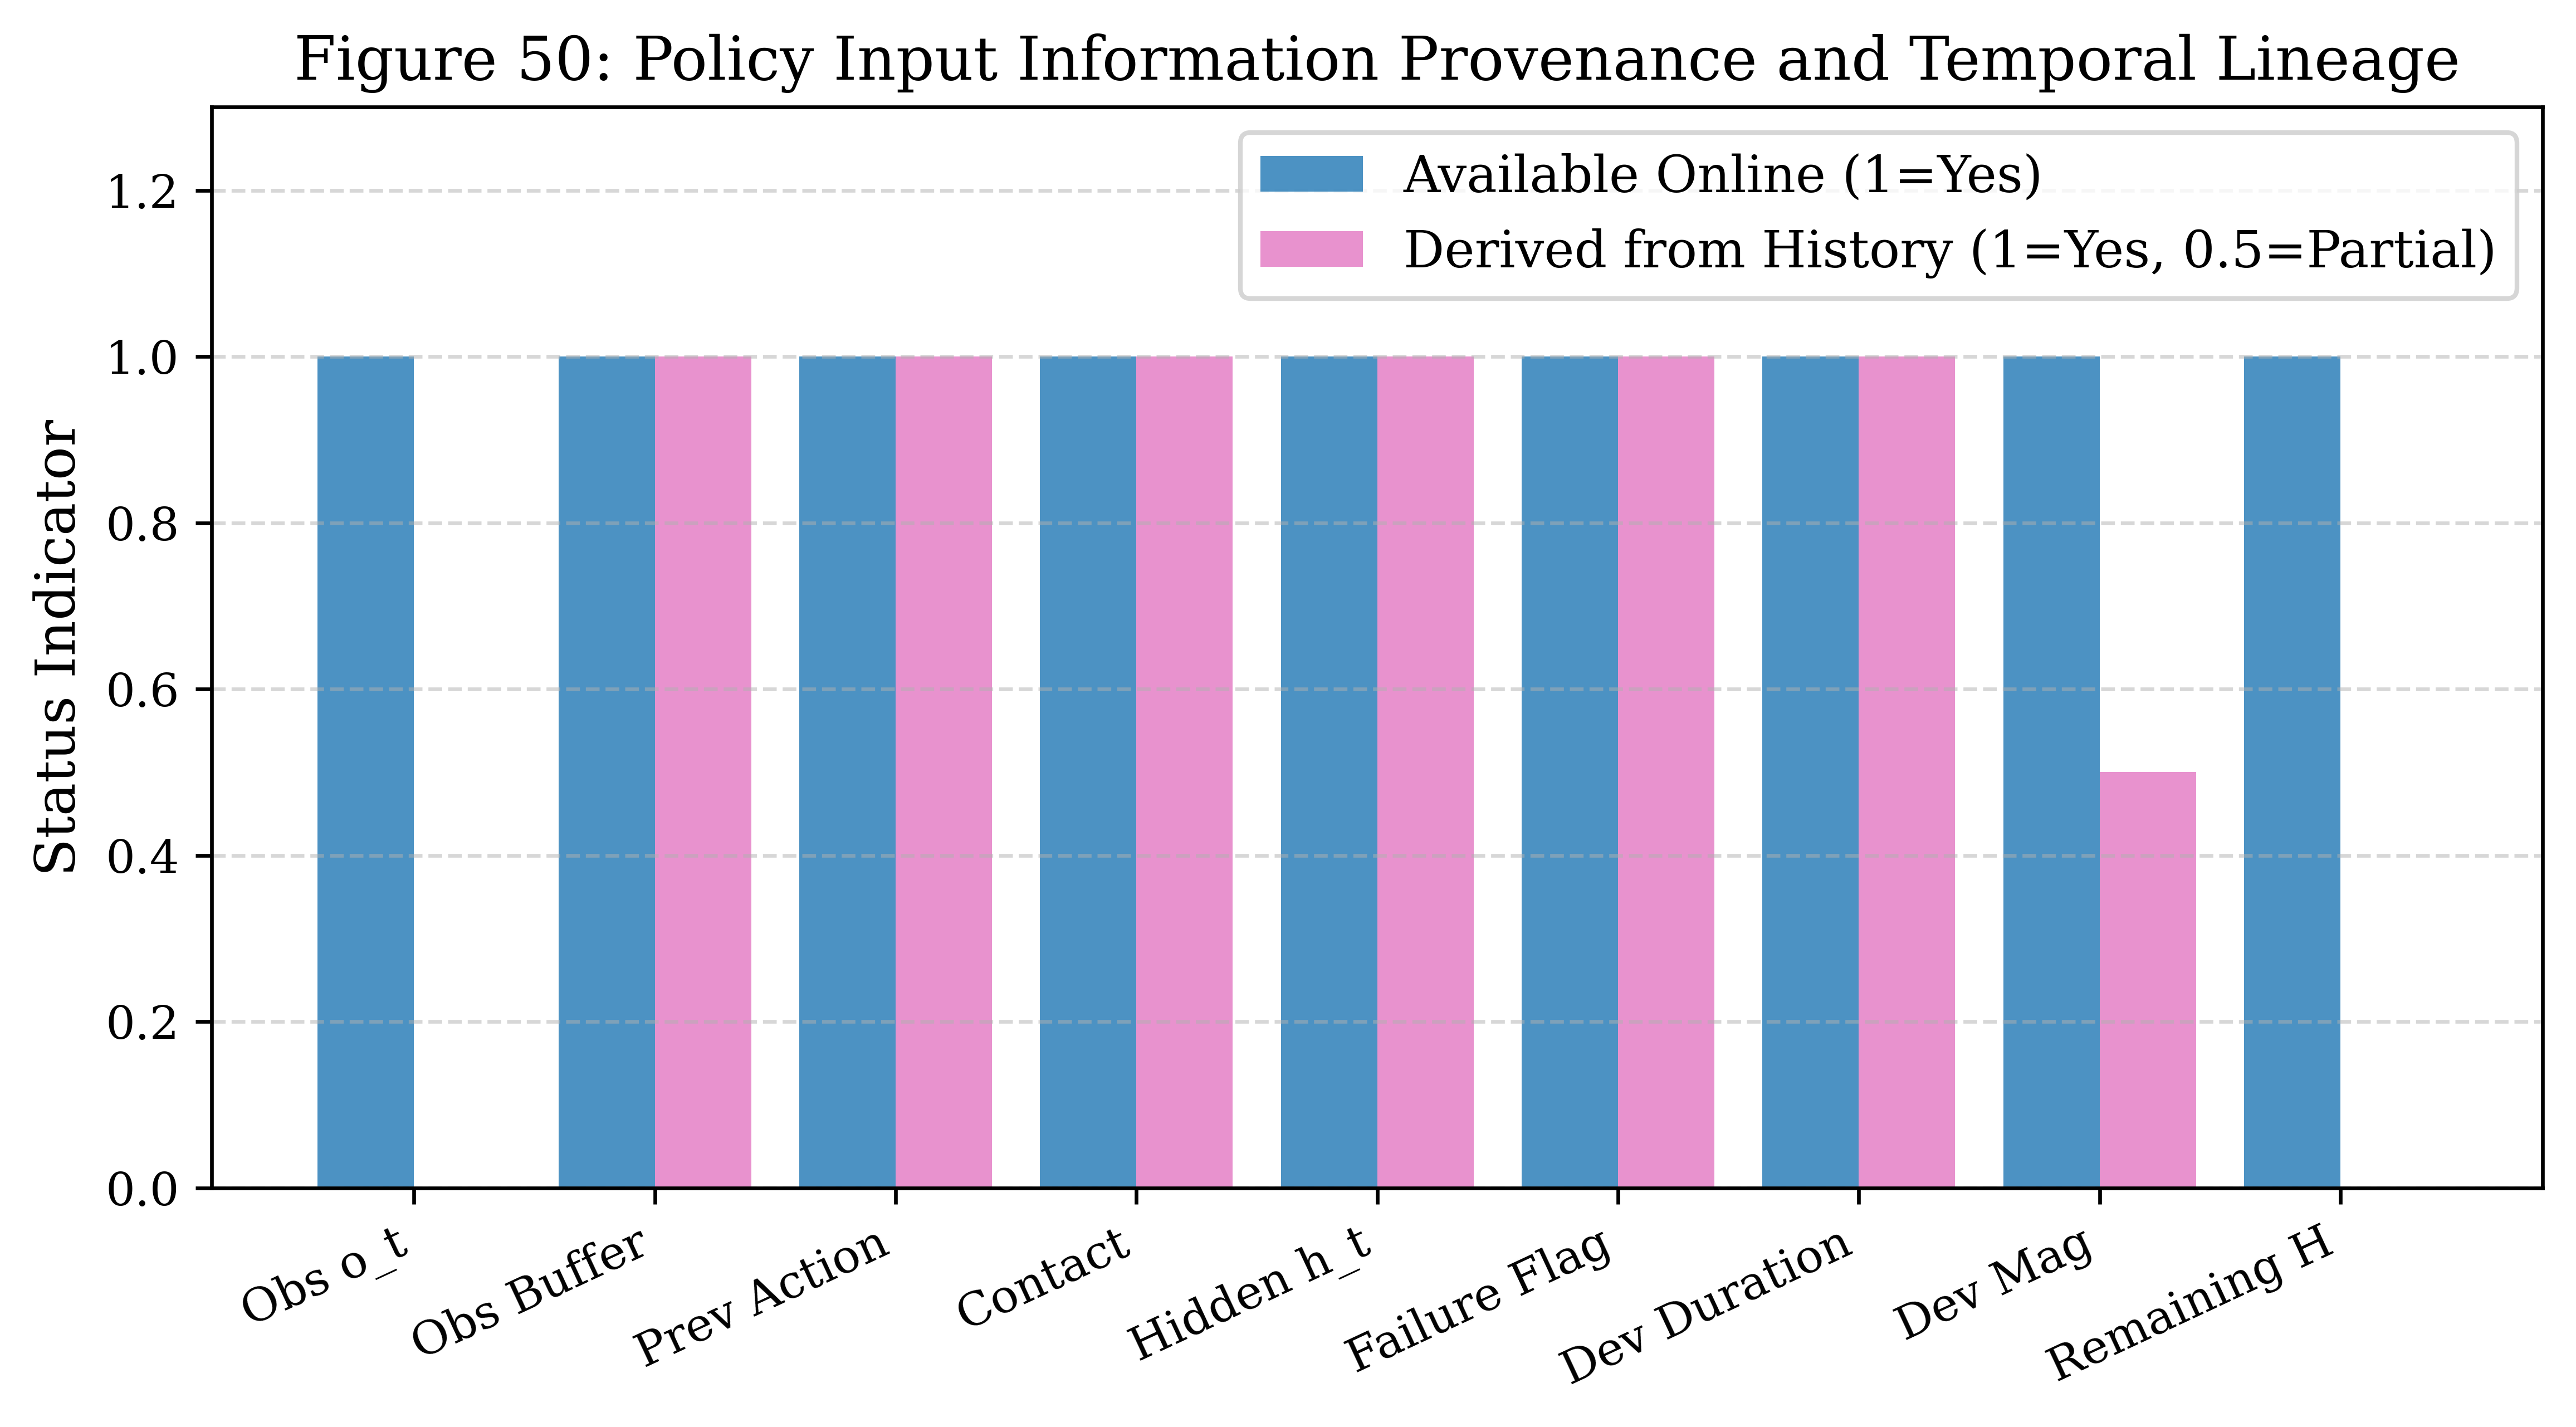 Figure 50: Policy Input Information Provenance and Temporal Lineage
Available Online (1=Yes)
Derived from History (1=Yes, 0.5=Partial)
Status Indicator
1.2
1.0
0.8
0.6
0.4
0.2
0.0
Obs o_t
Obs Buffer
Prev Action
Contact
Hidden h_t
Failure Flag
Dev Duration
Dev Mag
Remaining H